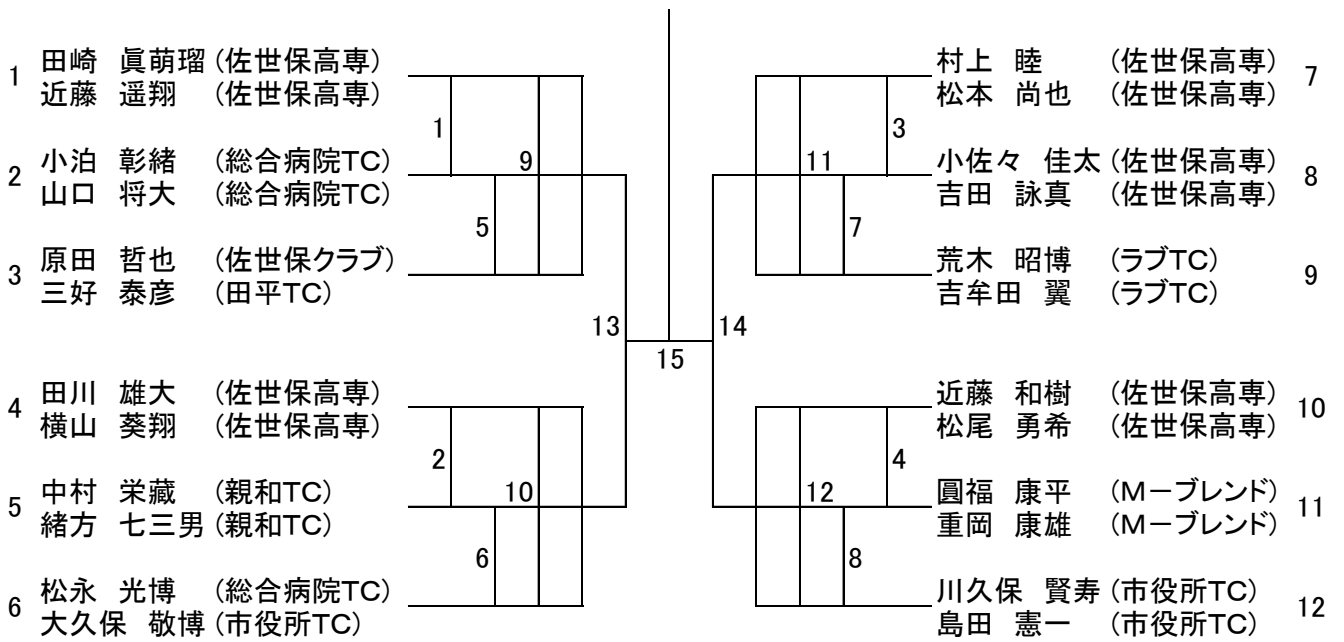 1 田崎 眞萌瑠 (佐世保高専)
近藤 遥翔 (佐世保高専)
1
9
2 小泊 彰緒 (総合病院TC)
山口 将大 (総合病院TC)
5
3 原田 哲也 (佐世保クラブ)
三好 泰彦 (田平TC)
13
4 田川 雄大 (佐世保高専)
横山 葵翔 (佐世保高専)
2
10
5 中村 栄藏 (親和TC)
緒方 七三男 (親和TC)
6
6 松永 光博 (総合病院TC)
大久保 敬博 (市役所TC)
15
村上 睦 (佐世保高専) 7
松本 尚也 (佐世保高専)
3
11
小佐々 佳太 (佐世保高専) 8
吉田 詠真 (佐世保高専)
7
荒木 昭博 (ラブTC) 9
吉牟田 翼 (ラブTC)
14
近藤 和樹 (佐世保高専) 10
松尾 勇希 (佐世保高専)
4
12
圓福 康平 (M-ブレンド) 11
重岡 康雄 (M-ブレンド)
8
川久保 賢寿 (市役所TC) 12
島田 憲一 (市役所TC)